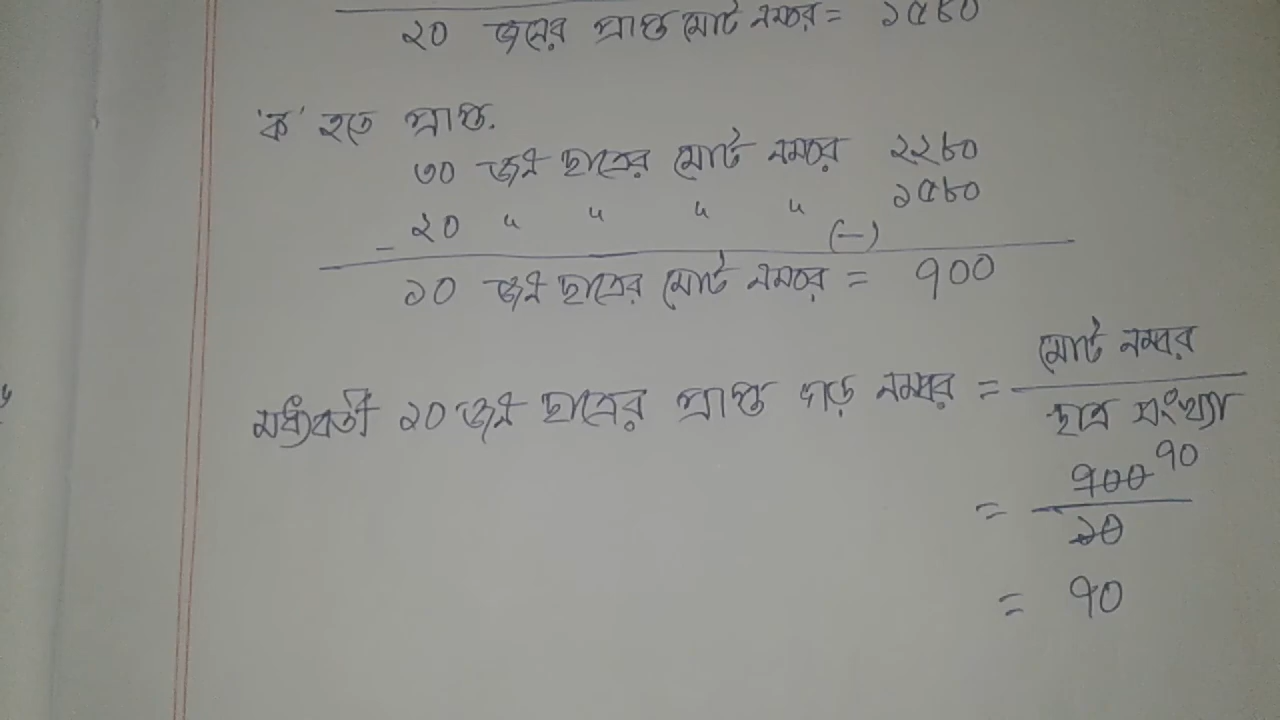 ২০ জনের প্রাপ্ত মোট নম্বর = ১৫৮০
'ক' হতে প্রাপ্ত.
৩০ জন ছাত্রের মোট নম্বর ২২৮০
- ২০ " " " " (-) ১৫৮০
১০ জন ছাত্রের মোট নম্বর = ৭০০
মধ্যবর্তী ১০ জন ছাত্রের প্রাপ্ত গড় নম্বর = মোট নম্বর / ছাত্র সংখ্যা
= ৭০০ ৭০ / ১০
= ৭০